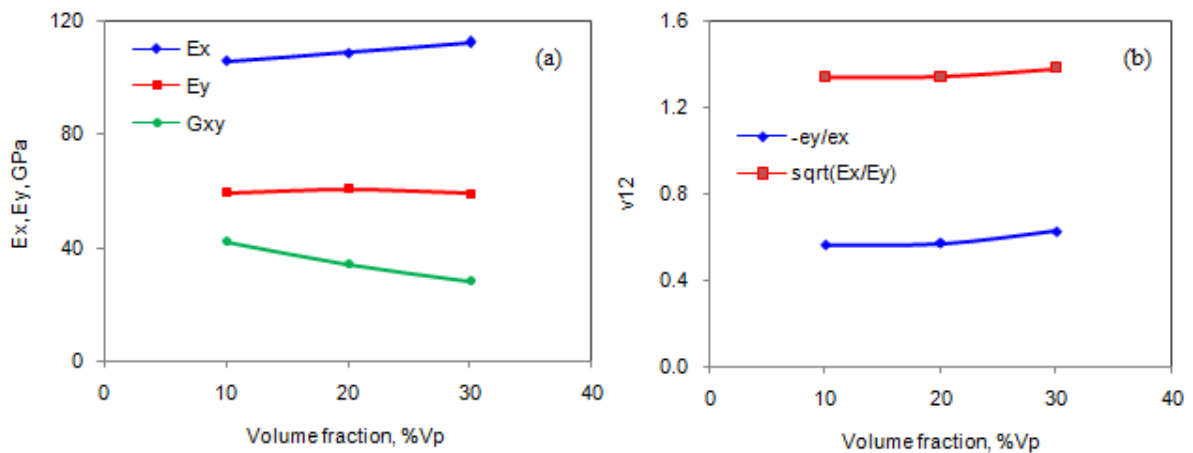 120
80
40
0
0
10
20
30
40
Ex, Ey, GPa
Volume fraction, %Vp
Ex
Ey
Gxy
(a)
1.6
1.2
0.8
0.4
0.0
0
10
20
30
40
v12
Volume fraction, %Vp
-ey/ex
sqrt(Ex/Ey)
(b)